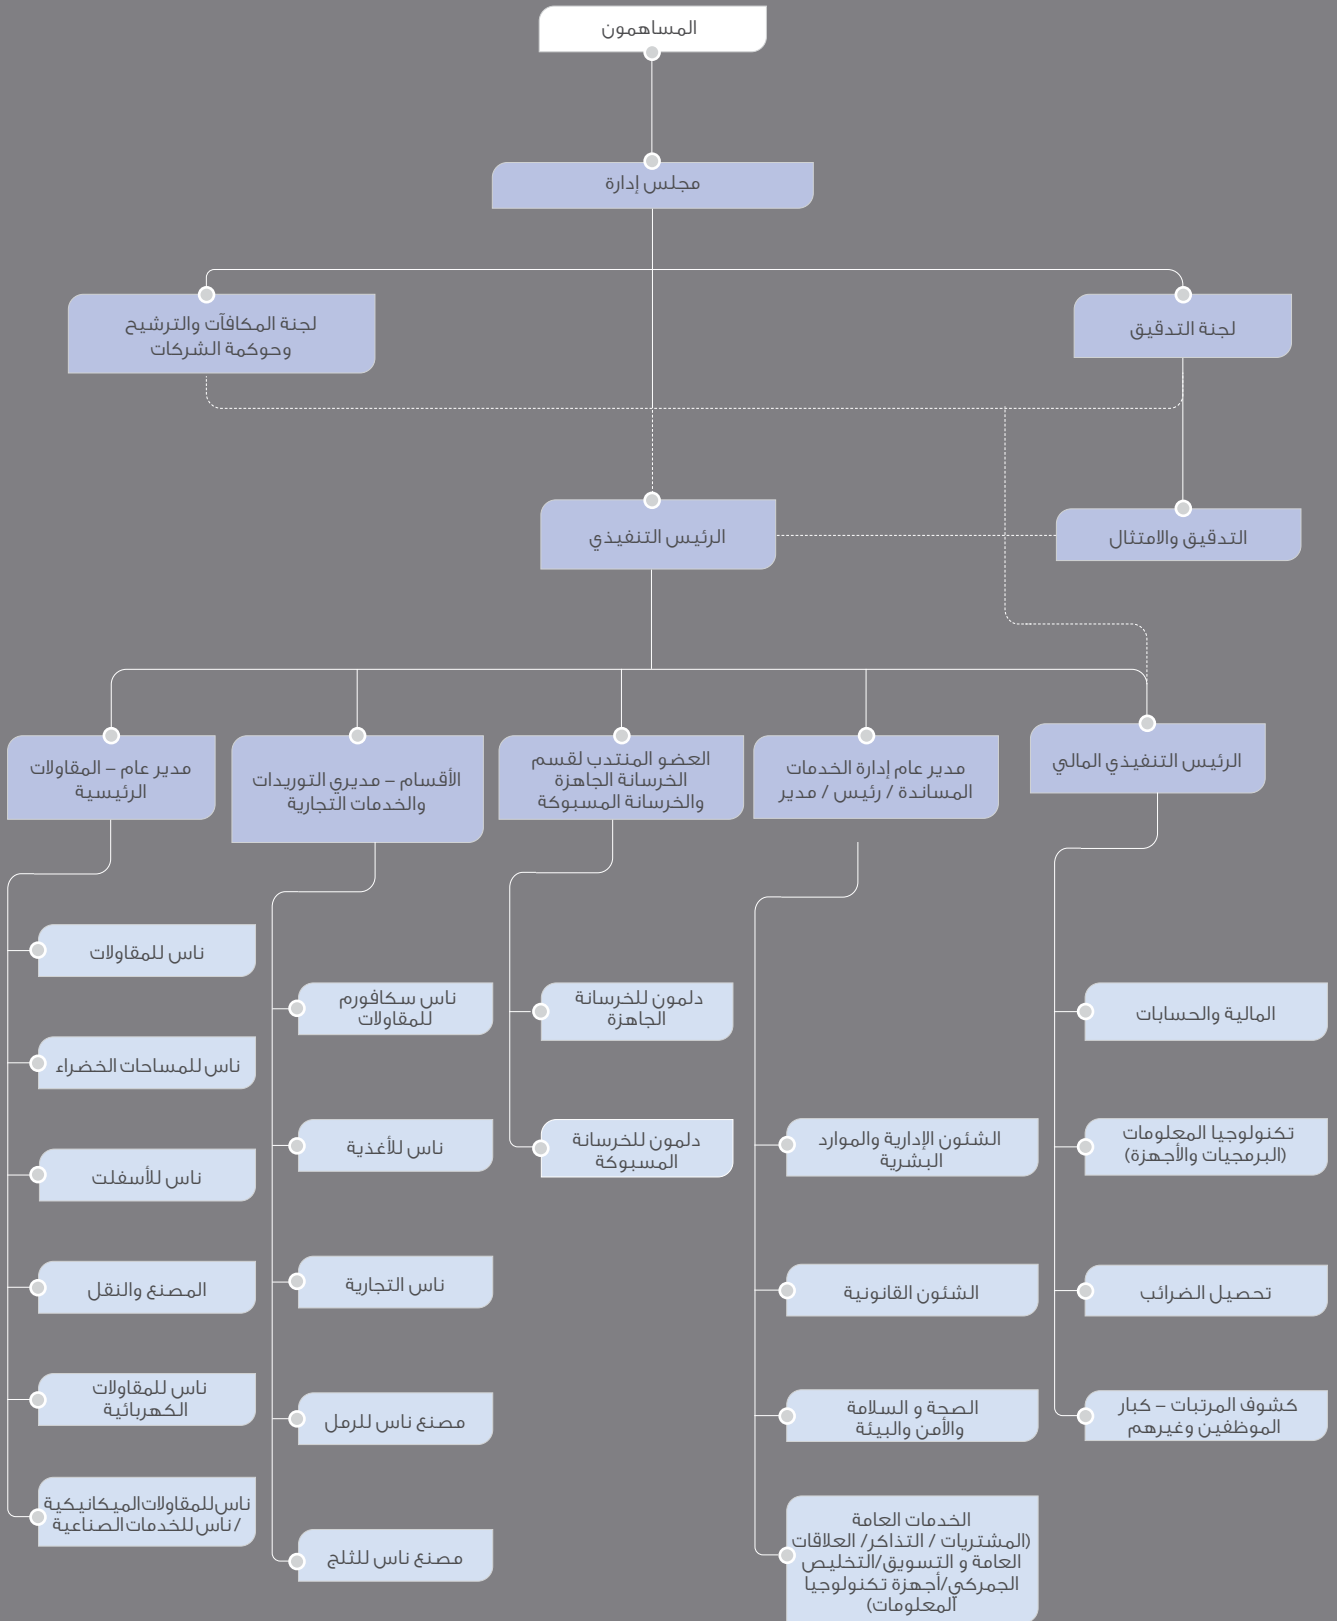 المساهمون
مجلس إدارة
لجنة التدقيق
لجنة المكافآت والترشيح
وحوكمة الشركات
الرئيس التنفيذي
التدقيق والامتثال
الرئيس التنفيذي المالي
مدير عام إدارة الخدمات
المساندة / رئيس / مدير
العضو المنتدب لقسم
الخرسانة الجاهزة
والخرسانة المسبوكة
الأقسام – مديري التوريدات
والخدمات التجارية
مدير عام – المقاولات
الرئيسية
المالية والحسابات
تكنولوجيا المعلومات
(البرمجيات والأجهزة)
تحصيل الضرائب
كشوف المرتبات – كبار
الموظفين وغيرهم
الشئون الإدارية والموارد
البشرية
الشئون القانونية
الصحة و السلامة
والأمن والبيئة
الخدمات العامة
(المشتريات / التذاكر/ العلاقات
العامة و التسويق/التخليص
الجمركي/أجهزة تكنولوجيا
المعلومات)
دلمون للخرسانة
الجاهزة
دلمون للخرسانة
المسبوكة
ناس سكافورم
للمقاولات
ناس للأغذية
ناس التجارية
مصنع ناس للرمل
مصنع ناس للثلج
ناس للمقاولات
ناس للمساحات الخضراء
ناس للأسفلت
المصنع والنقل
ناس للمقاولات
الكهربائية
ناس للمقاولات الميكانيكية
/ ناس للخدمات الصناعية